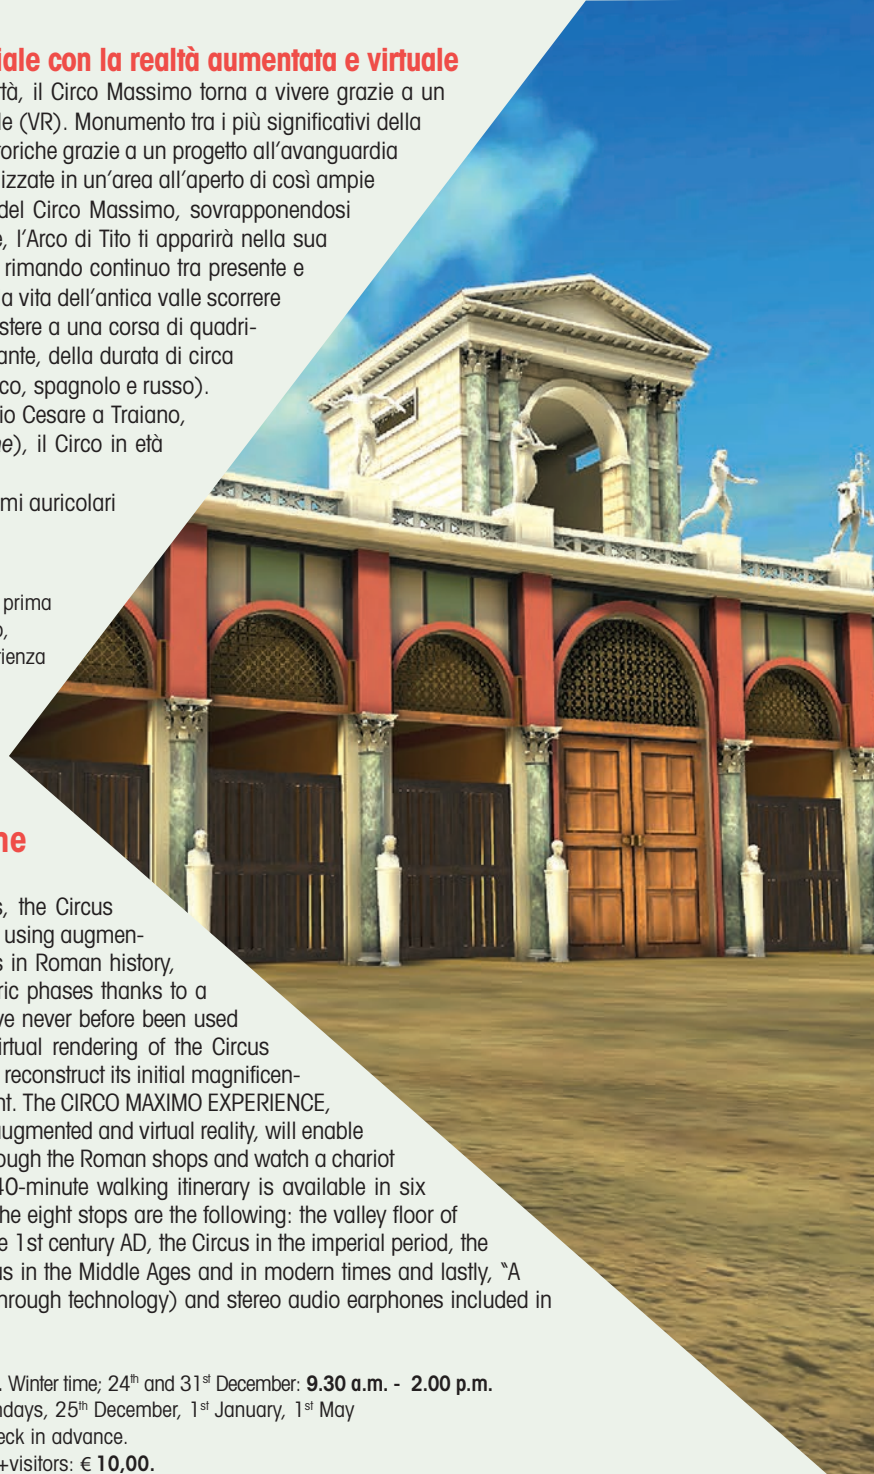 iale con la realtà aumentata e virtuale
tà, il Circo Massimo torna a vivere grazie a un
le (VR). Monumento tra i più significativi della
oriche grazie a un progetto all'avanguardia
izzate in un'area all'aperto di così ampie
del Circo Massimo, sovrapponendosi
e, l'Arco di Tito ti apparirà nella sua
rimando continuo tra presente e
a vita dell'antica valle scorrere
stere a una corsa di quadri-
ante, della durata di circa
co, spagnolo e russo).
io Cesare a Traiano,
ne), il Circo in età
mi auricolari
prima
o,
rienza
ne
s, the Circus
using augmen-
s in Roman history,
ric phases thanks to a
ve never before been used
irtual rendering of the Circus
reconstruct its initial magnificen-
nt. The CIRCO MAXIMO EXPERIENCE,
augmented and virtual reality, will enable
ough the Roman shops and watch a chariot
40-minute walking itinerary is available in six
he eight stops are the following: the valley floor of
e 1st century AD, the Circus in the imperial period, the
us in the Middle Ages and in modern times and lastly, “A
hrough technology) and stereo audio earphones included in
. Winter time; 24th and 31st December: 9.30 a.m. - 2.00 p.m.
ndays, 25th December, 1st January, 1st May
eck in advance.
+visitors: € 10,00.